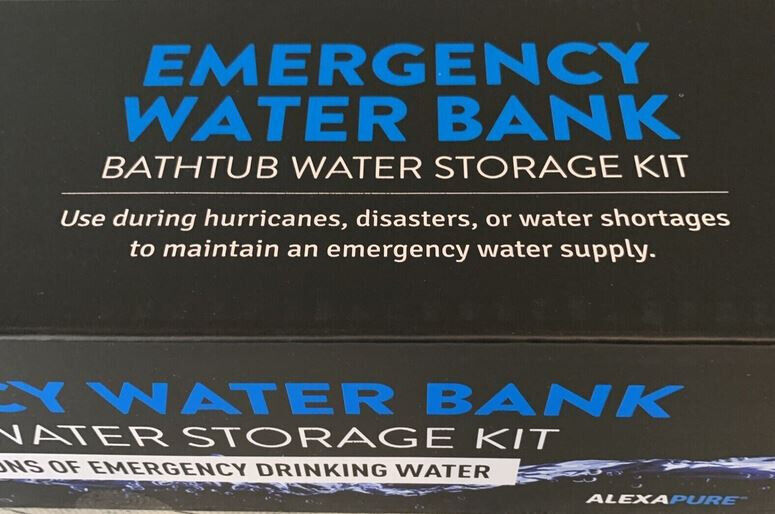 EMERGENCY
WATER BANK
BATHTUB WATER STORAGE KIT
Use during hurricanes, disasters, or water shortages
to maintain an emergency water supply.
WATER BANK
STORAGE KIT
OF EMERGENCY DRINKING WATER
ALEXAPURE